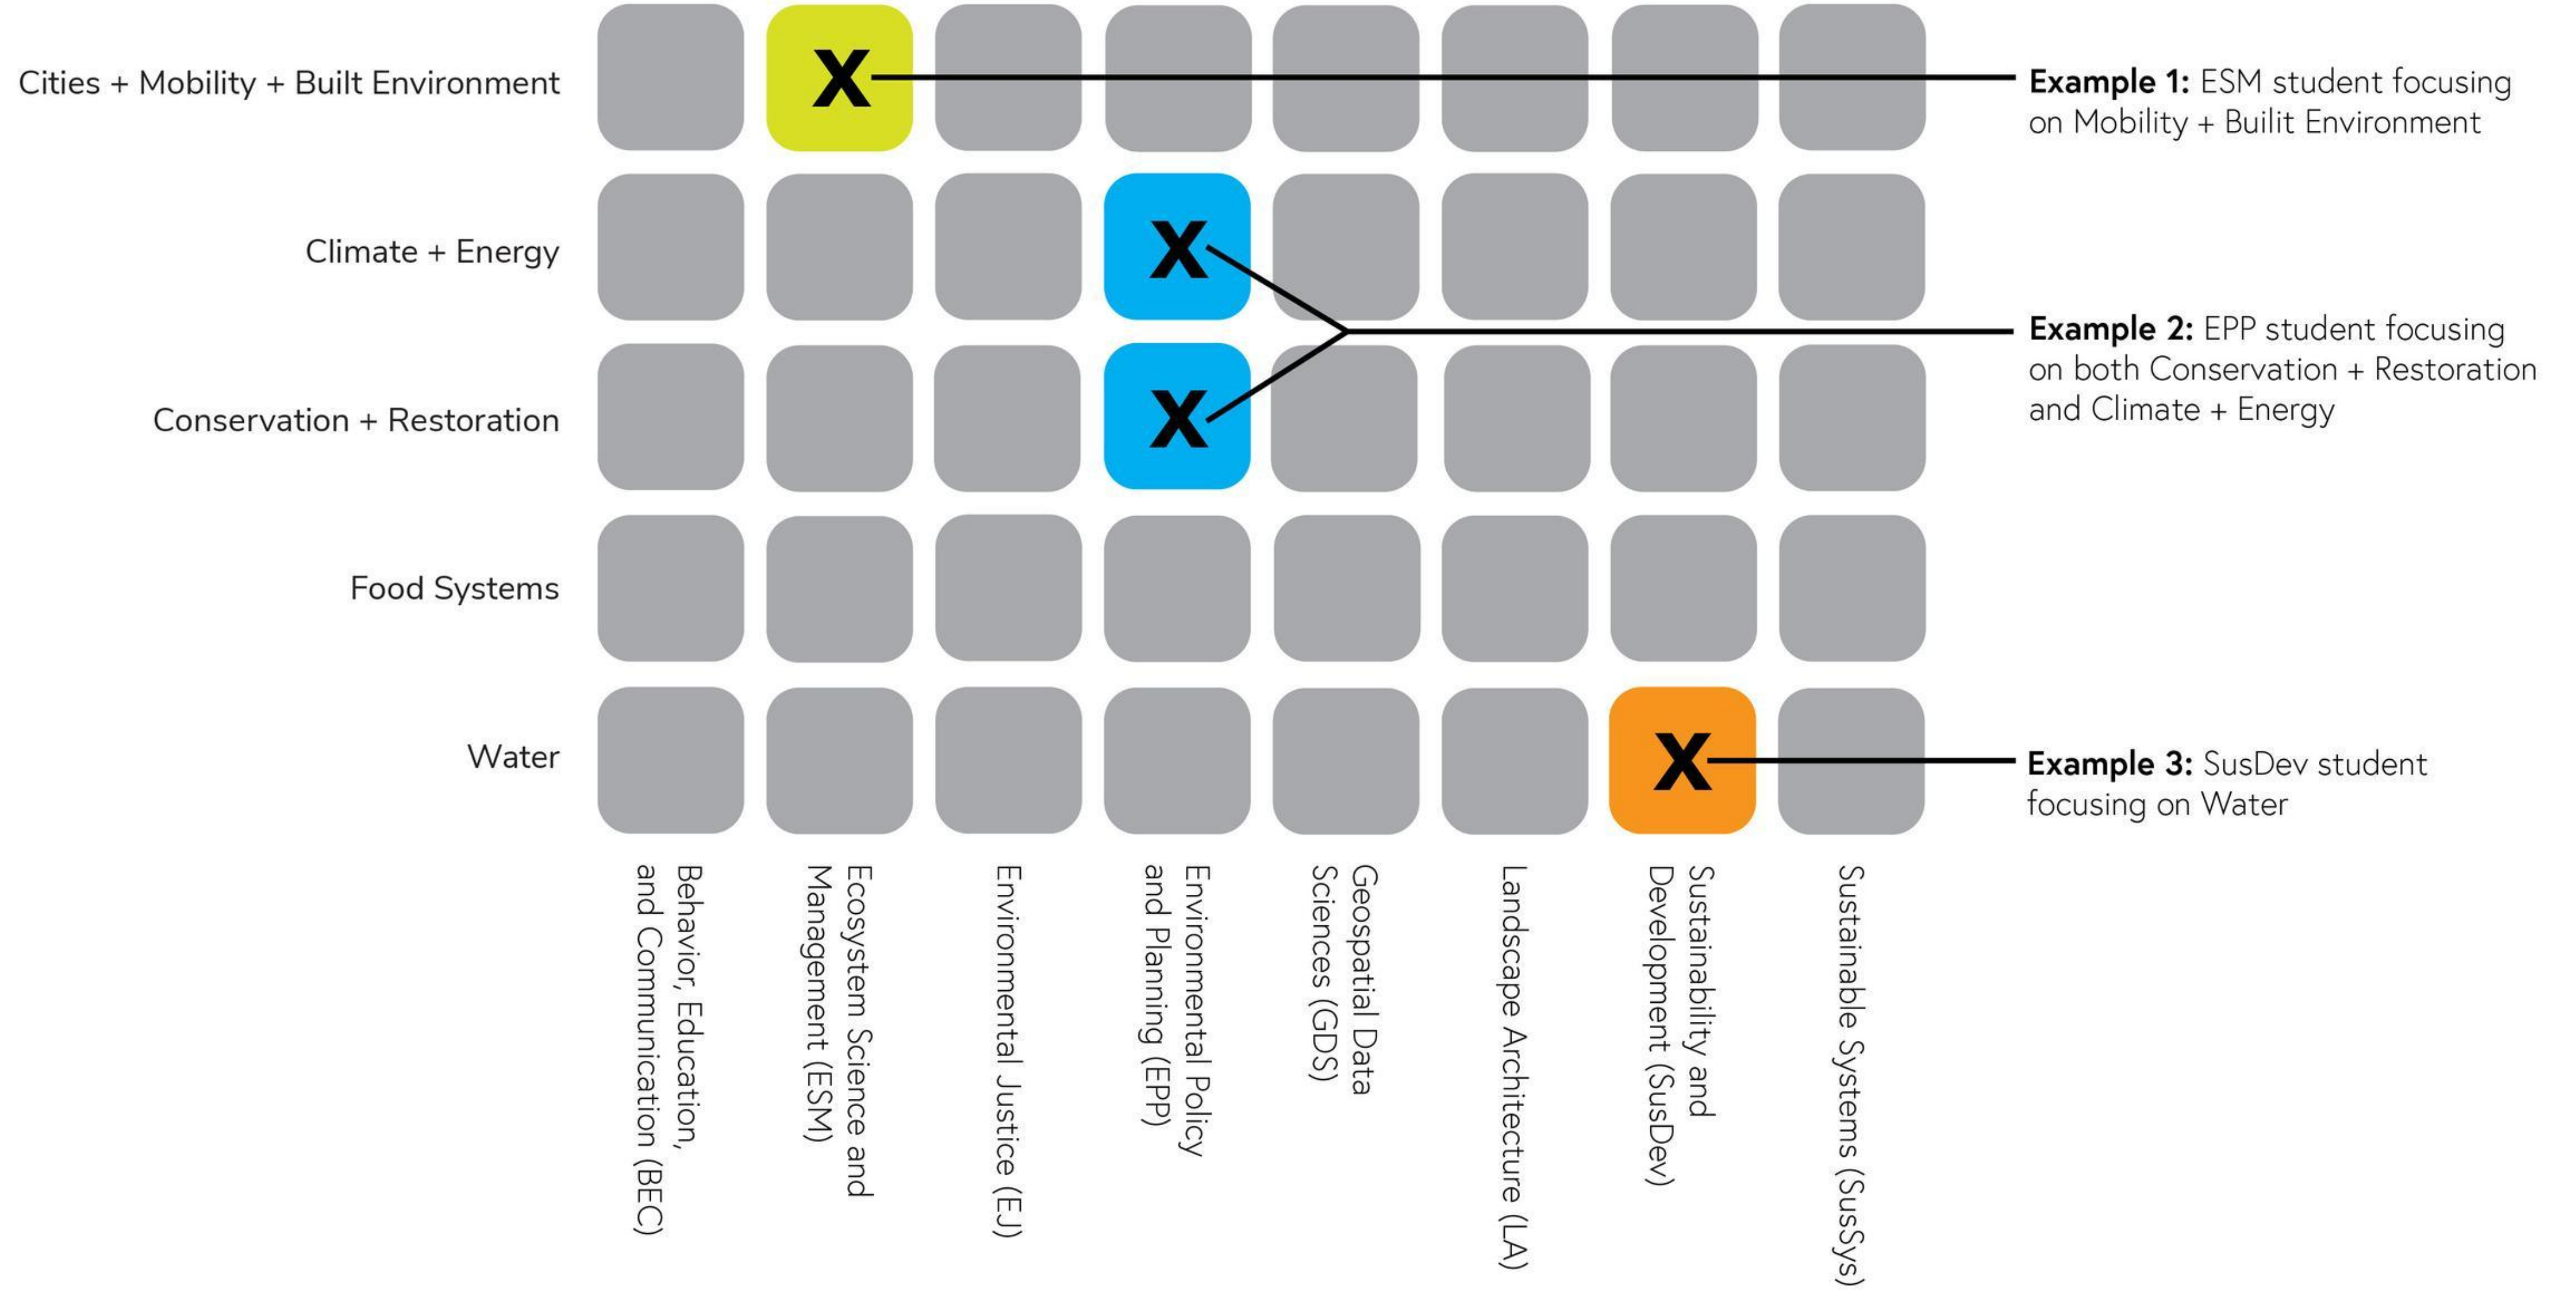 Cities + Mobility + Built Environment
X
Example 1: ESM student focusing
on Mobility + Builit Environment
Climate + Energy
X
Example 2: EPP student focusing
on both Conservation + Restoration
and Climate + Energy
Conservation + Restoration
X
Food Systems
Water
X
Example 3: SusDev student
focusing on Water
Behavior, Education,
and Communication (BEC)
Ecosystem Science and
Management (ESM)
Environmental Justice (EJ)
Environmental Policy
and Planning (EPP)
Geospatial Data
Sciences (GDS)
Landscape Architecture (LA)
Sustainability and
Development (SusDev)
Sustainable Systems (SusSys)